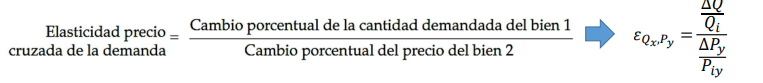 Elasticidad precio cruzada de la demanda = Cambio porcentual de la cantidad demandada del bien 1 / Cambio porcentual del precio del bien 2
ε_{Q_x,P_y} = (ΔQ / Q_i) / (ΔP_y / P_{iy})